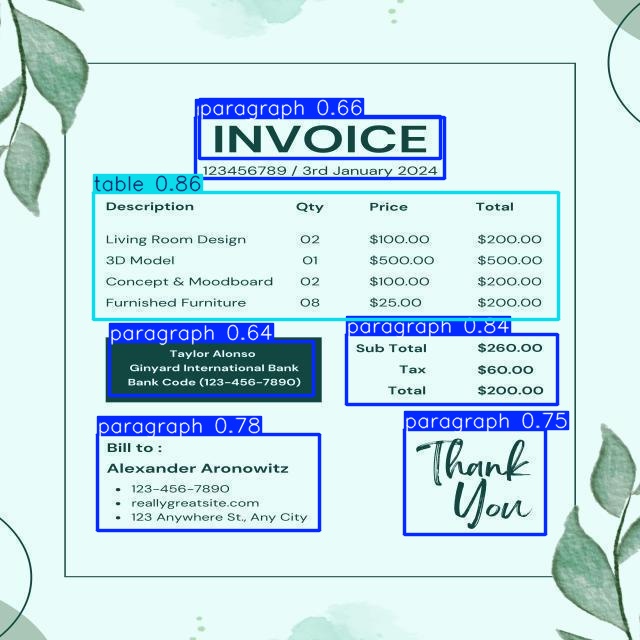 paragraph 0.66
INVOICE
123456789 / 3rd January 2024
table 0.86
Description Qty Price Total
Living Room Design 02 $100.00 $200.00
3D Model 01 $500.00 $500.00
Concept & Moodboard 02 $100.00 $200.00
Furnished Furniture 08 $25.00 $200.00
paragraph 0.64
Taylor Alonso
Ginyard International Bank
Bank Code (123-456-7890)
paragraph 0.84
Sub Total $260.00
Tax $60.00
Total $200.00
paragraph 0.78
Bill to :
Alexander Aronowitz
• 123-456-7890
• reallygreatsite.com
• 123 Anywhere St., Any City
paragraph 0.75
Thank
You